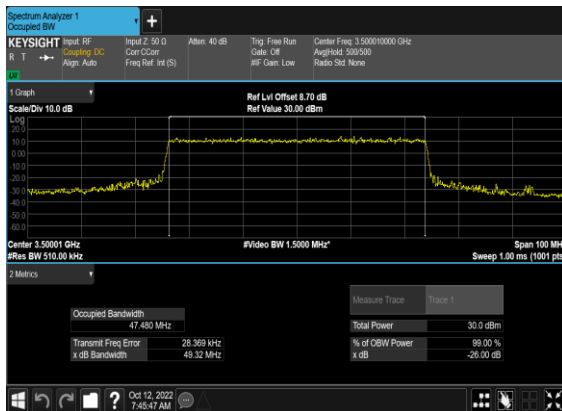 Spectrum Analyzer 1
Occupied BW
KEYSIGHT
R T
Input: RF
Coupling: DC
Align: Auto
Input Z: 50 Ω
Corr CCorr
Freq Ref: Int (S)
Atten: 40 dB
Trig: Free Run
Gate: Off
#IF Gain: Low
Center Freq: 3.500010000 GHz
Avg|Hold: 500/500
Radio Std: None
1 Graph
Scale/Div 10.0 dB
Ref Lvl Offset 8.70 dB
Ref Value 30.00 dBm
Log
20.0
10.0
0.00
-10.0
-20.0
-30.0
-40.0
-50.0
-60.0
Center 3.50001 GHz
#Video BW 1.5000 MHz*
Span 100 MH
#Res BW 510.00 kHz
Sweep 1.00 ms (1001 pts
2 Metrics
Measure Trace Trace 1
Occupied Bandwidth
47.480 MHz
Total Power 30.0 dBm
Transmit Freq Error 28.369 kHz
% of OBW Power 99.00 %
x dB Bandwidth 49.32 MHz
x dB -26.00 dB
Oct 12, 2022
7:45:47 AM